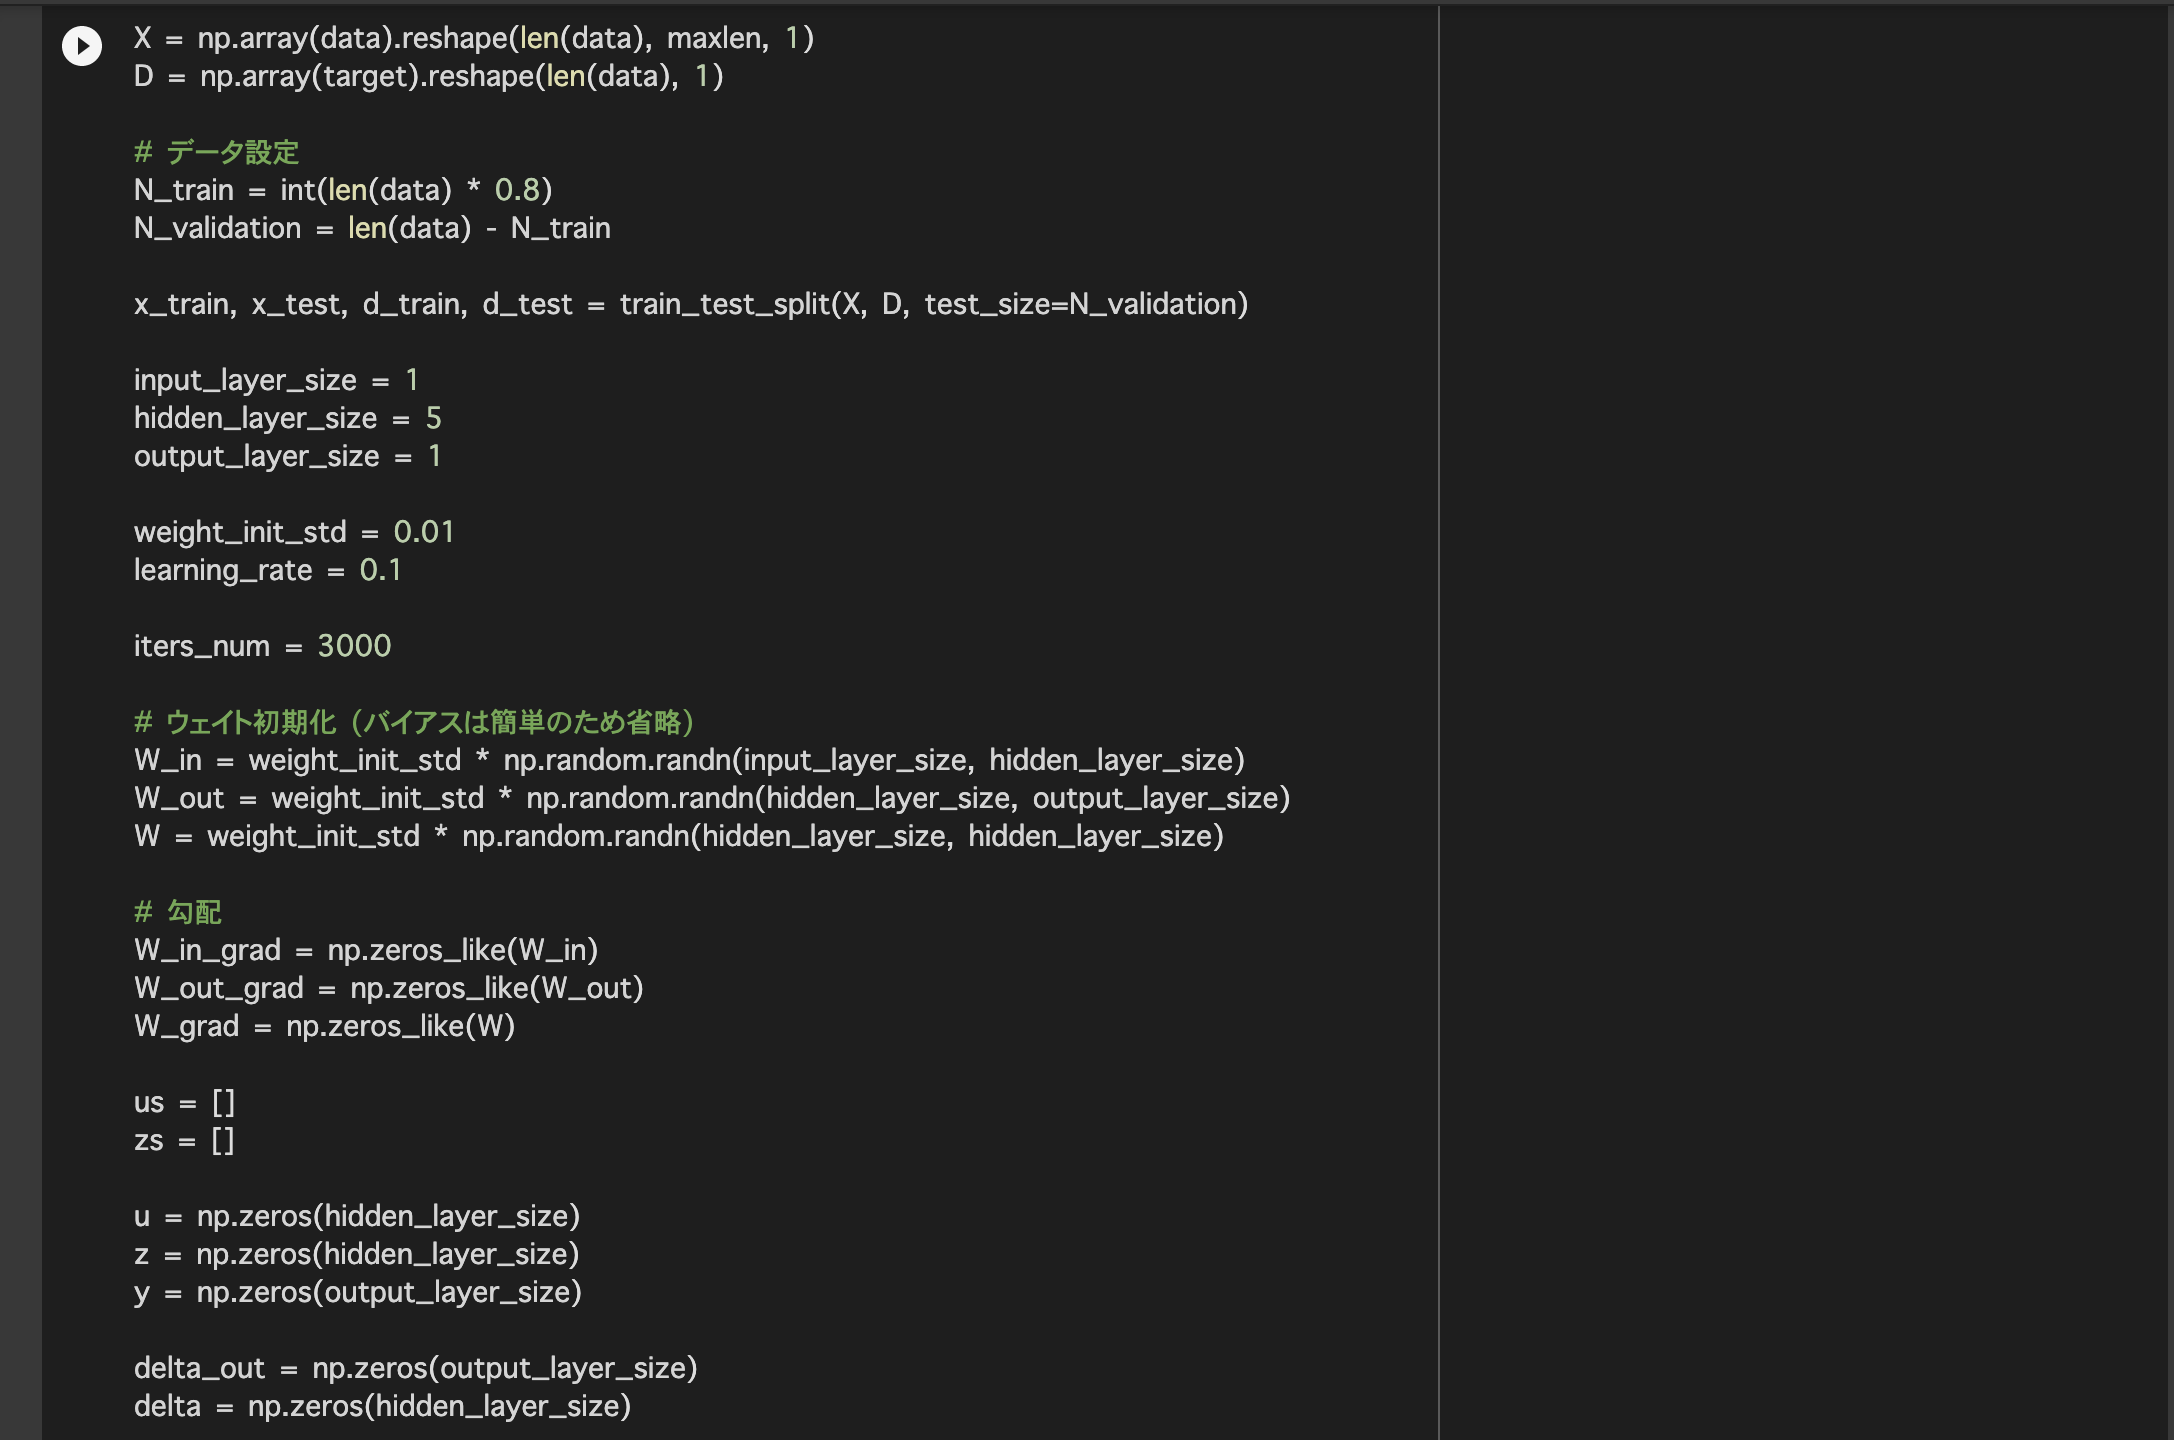 X = np.array(data).reshape(len(data), maxlen, 1)
D = np.array(target).reshape(len(data), 1)
# データ設定
N_train = int(len(data) * 0.8)
N_validation = len(data) - N_train
x_train, x_test, d_train, d_test = train_test_split(X, D, test_size=N_validation)
input_layer_size = 1
hidden_layer_size = 5
output_layer_size = 1
weight_init_std = 0.01
learning_rate = 0.1
iters_num = 3000
# ウェイト初期化（バイアスは簡単のため省略）
W_in = weight_init_std * np.random.randn(input_layer_size, hidden_layer_size)
W_out = weight_init_std * np.random.randn(hidden_layer_size, output_layer_size)
W = weight_init_std * np.random.randn(hidden_layer_size, hidden_layer_size)
# 勾配
W_in_grad = np.zeros_like(W_in)
W_out_grad = np.zeros_like(W_out)
W_grad = np.zeros_like(W)
us = []
zs = []
u = np.zeros(hidden_layer_size)
z = np.zeros(hidden_layer_size)
y = np.zeros(output_layer_size)
delta_out = np.zeros(output_layer_size)
delta = np.zeros(hidden_layer_size)